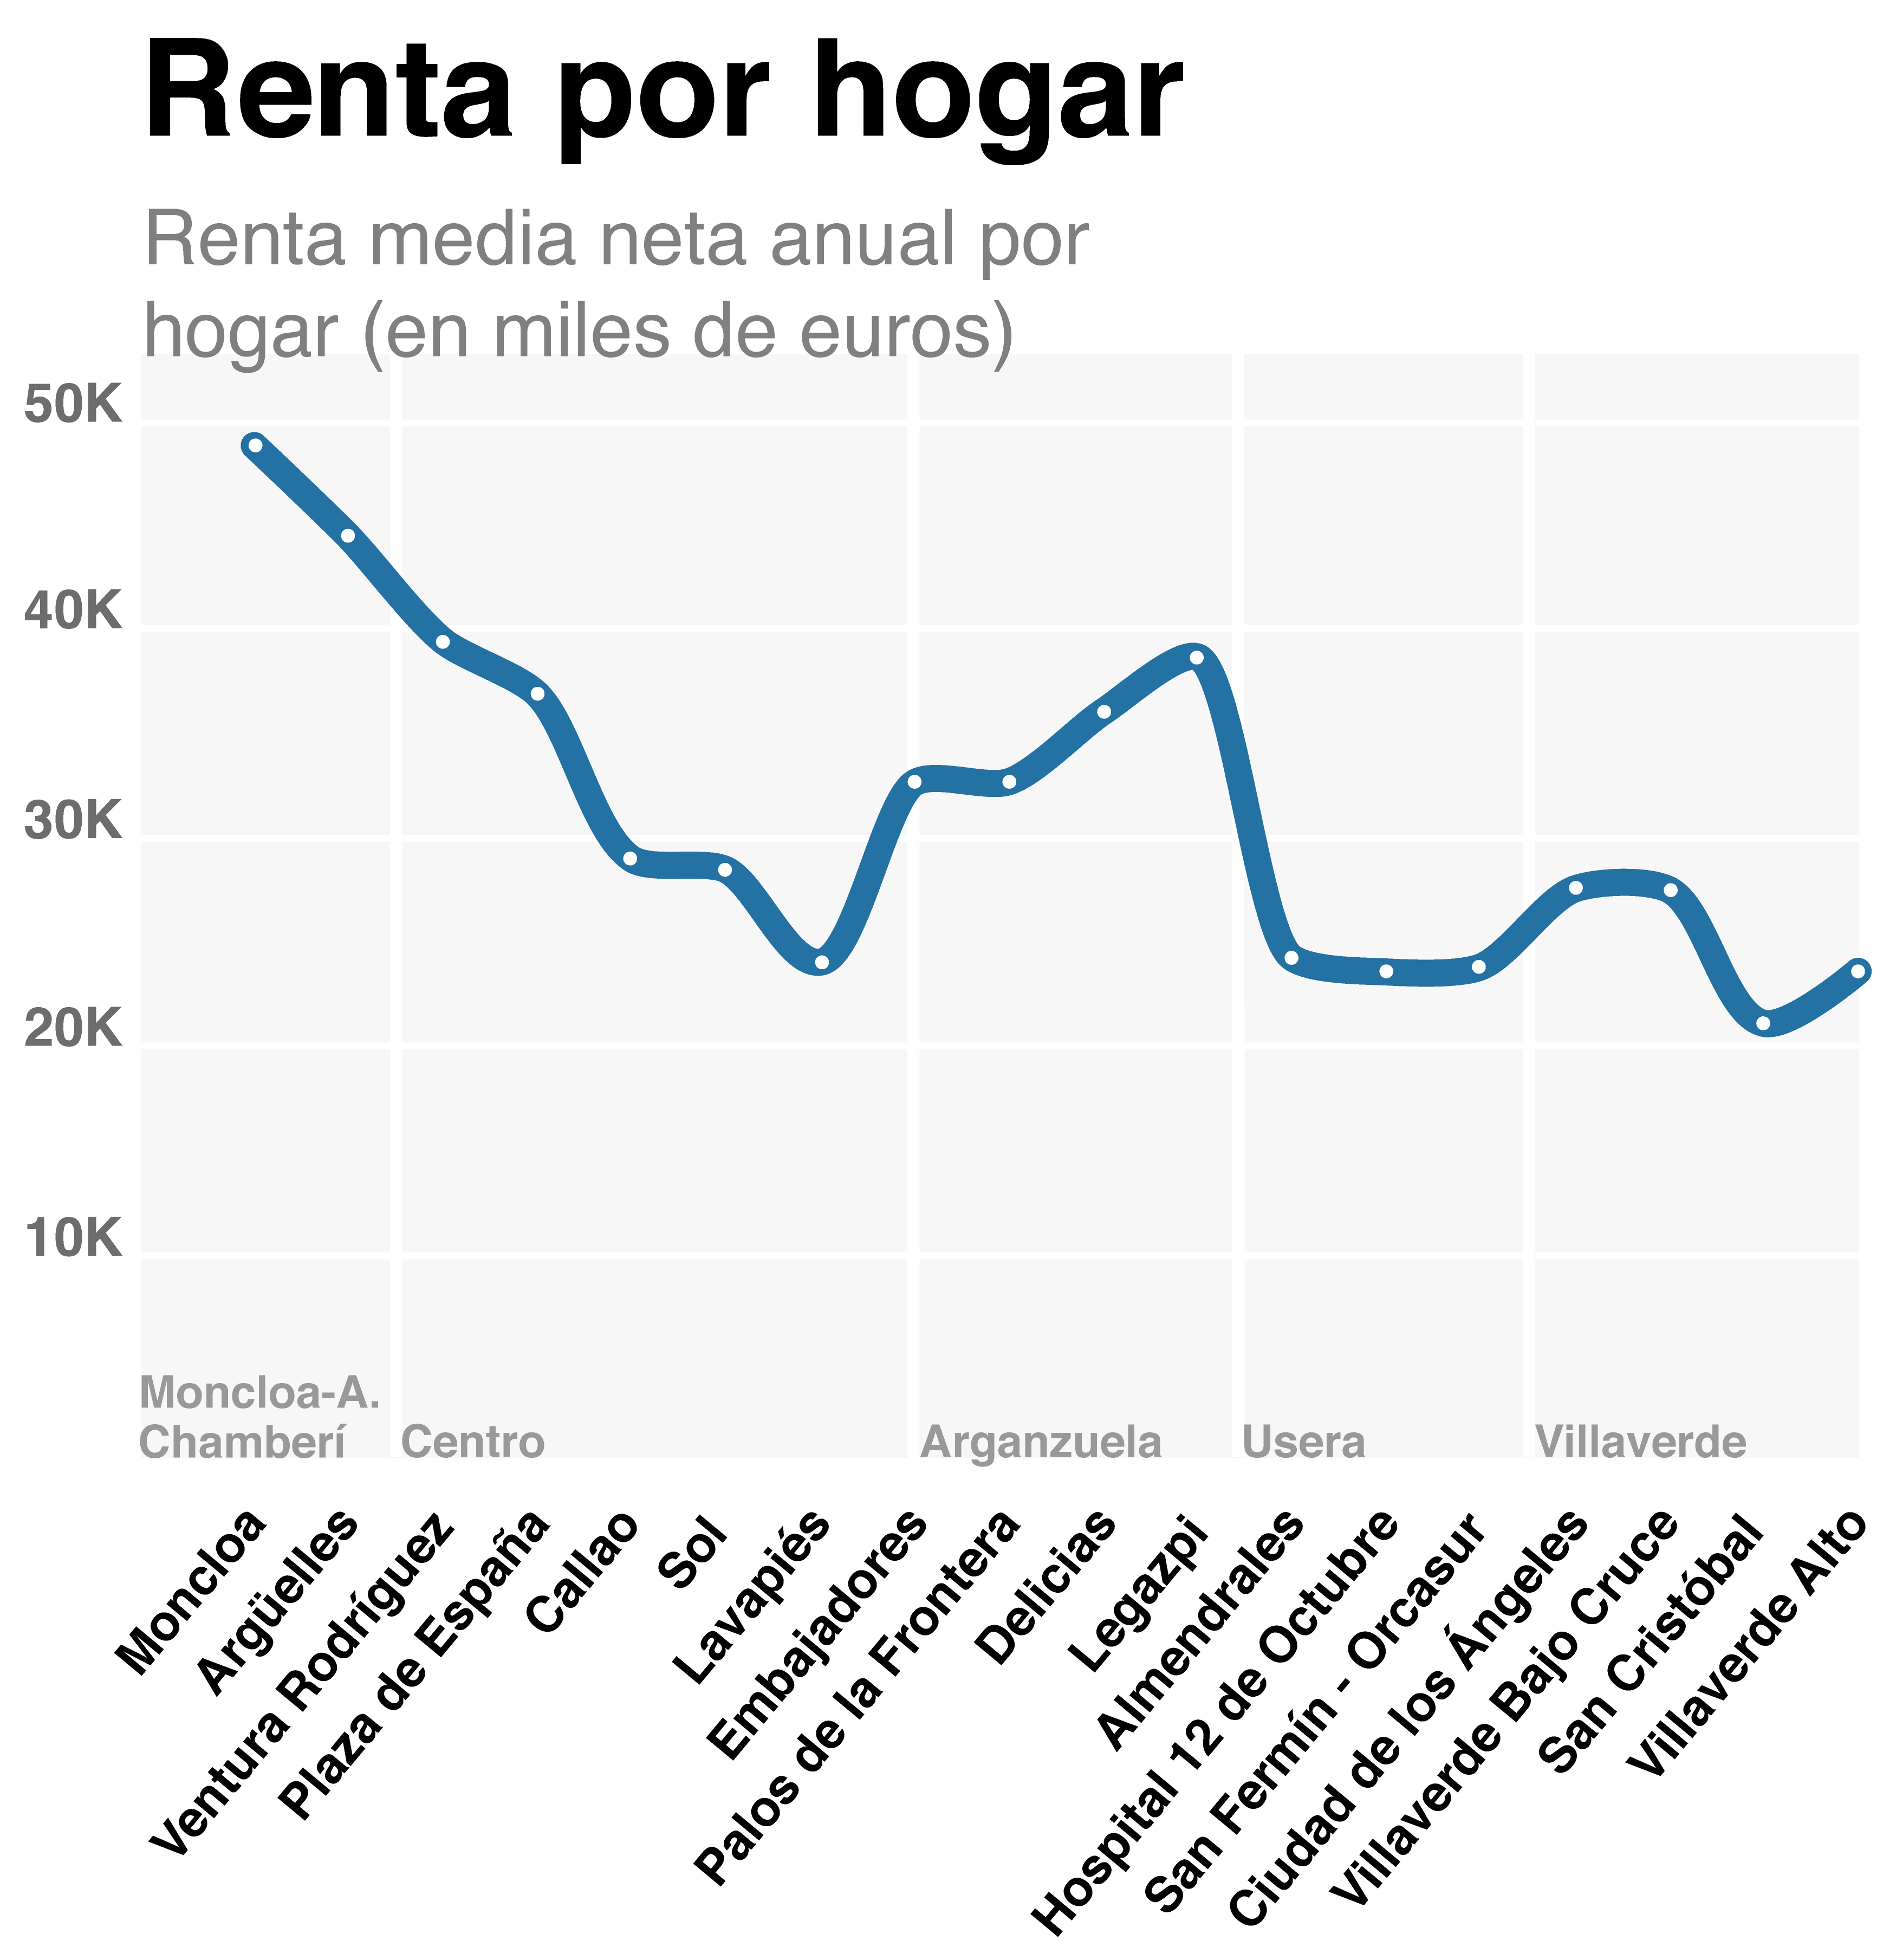 Renta por hogar
Renta media neta anual por
hogar (en miles de euros)
50K
40K
30K
20K
10K
Moncloa-A.
Chamberí
Centro
Arganzuela
Usera
Villaverde
Moncloa
Argüelles
Ventura Rodríguez
Plaza de España
Callao
Sol
Lavapiés
Embajadores
Palos de la Frontera
Delicias
Legazpi
Almendrales
Hospital 12 de Octubre
San Fermín - Orcasur
Ciudad de los Ángeles
Villaverde Bajo Cruce
San Cristóbal
Villaverde Alto